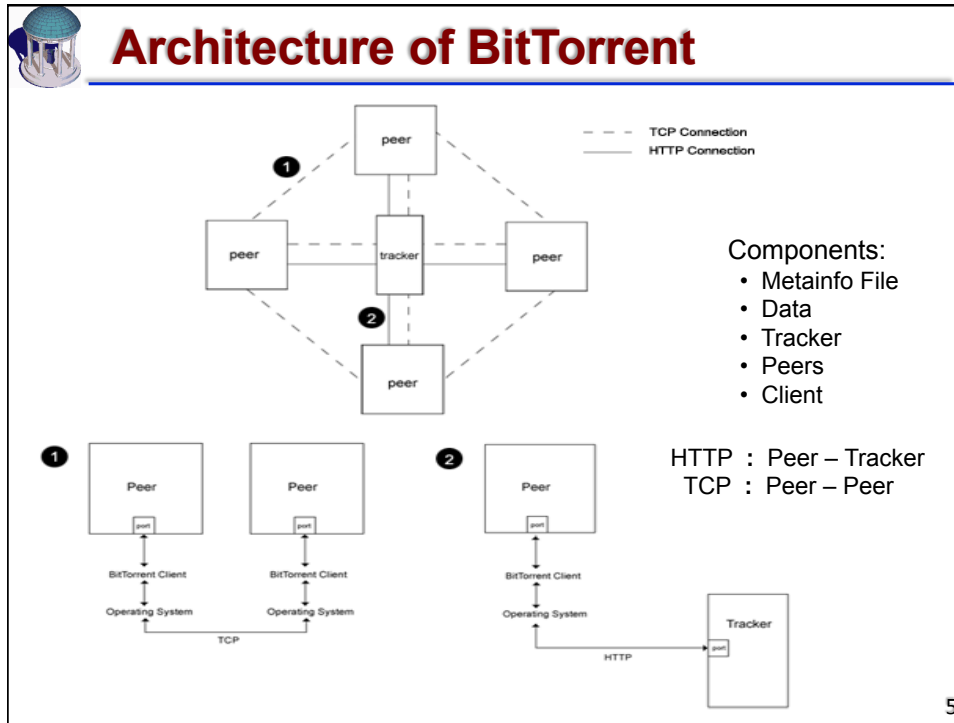 Architecture of BitTorrent
peer
TCP Connection
HTTP Connection
1
peer
tracker
peer
2
peer
Components:
• Metainfo File
• Data
• Tracker
• Peers
• Client
HTTP : Peer – Tracker
TCP : Peer – Peer
1
Peer
Peer
port
port
BitTorrent Client
BitTorrent Client
Operating System
Operating System
TCP
2
Peer
port
BitTorrent Client
Operating System
HTTP
Tracker
port
5